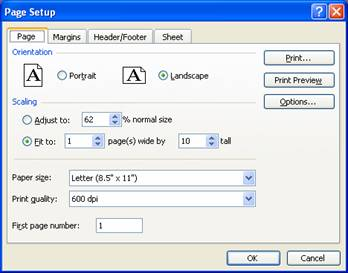 Page Setup
Page Margins Header/Footer Sheet
Orientation
A Portrait A Landscape
Print...
Print Preview
Options...
Scaling
Adjust to: 62 % normal size
Fit to: 1 page(s) wide by 10 tall
Paper size: Letter (8.5" x 11")
Print quality: 600 dpi
First page number: 1
OK Cancel